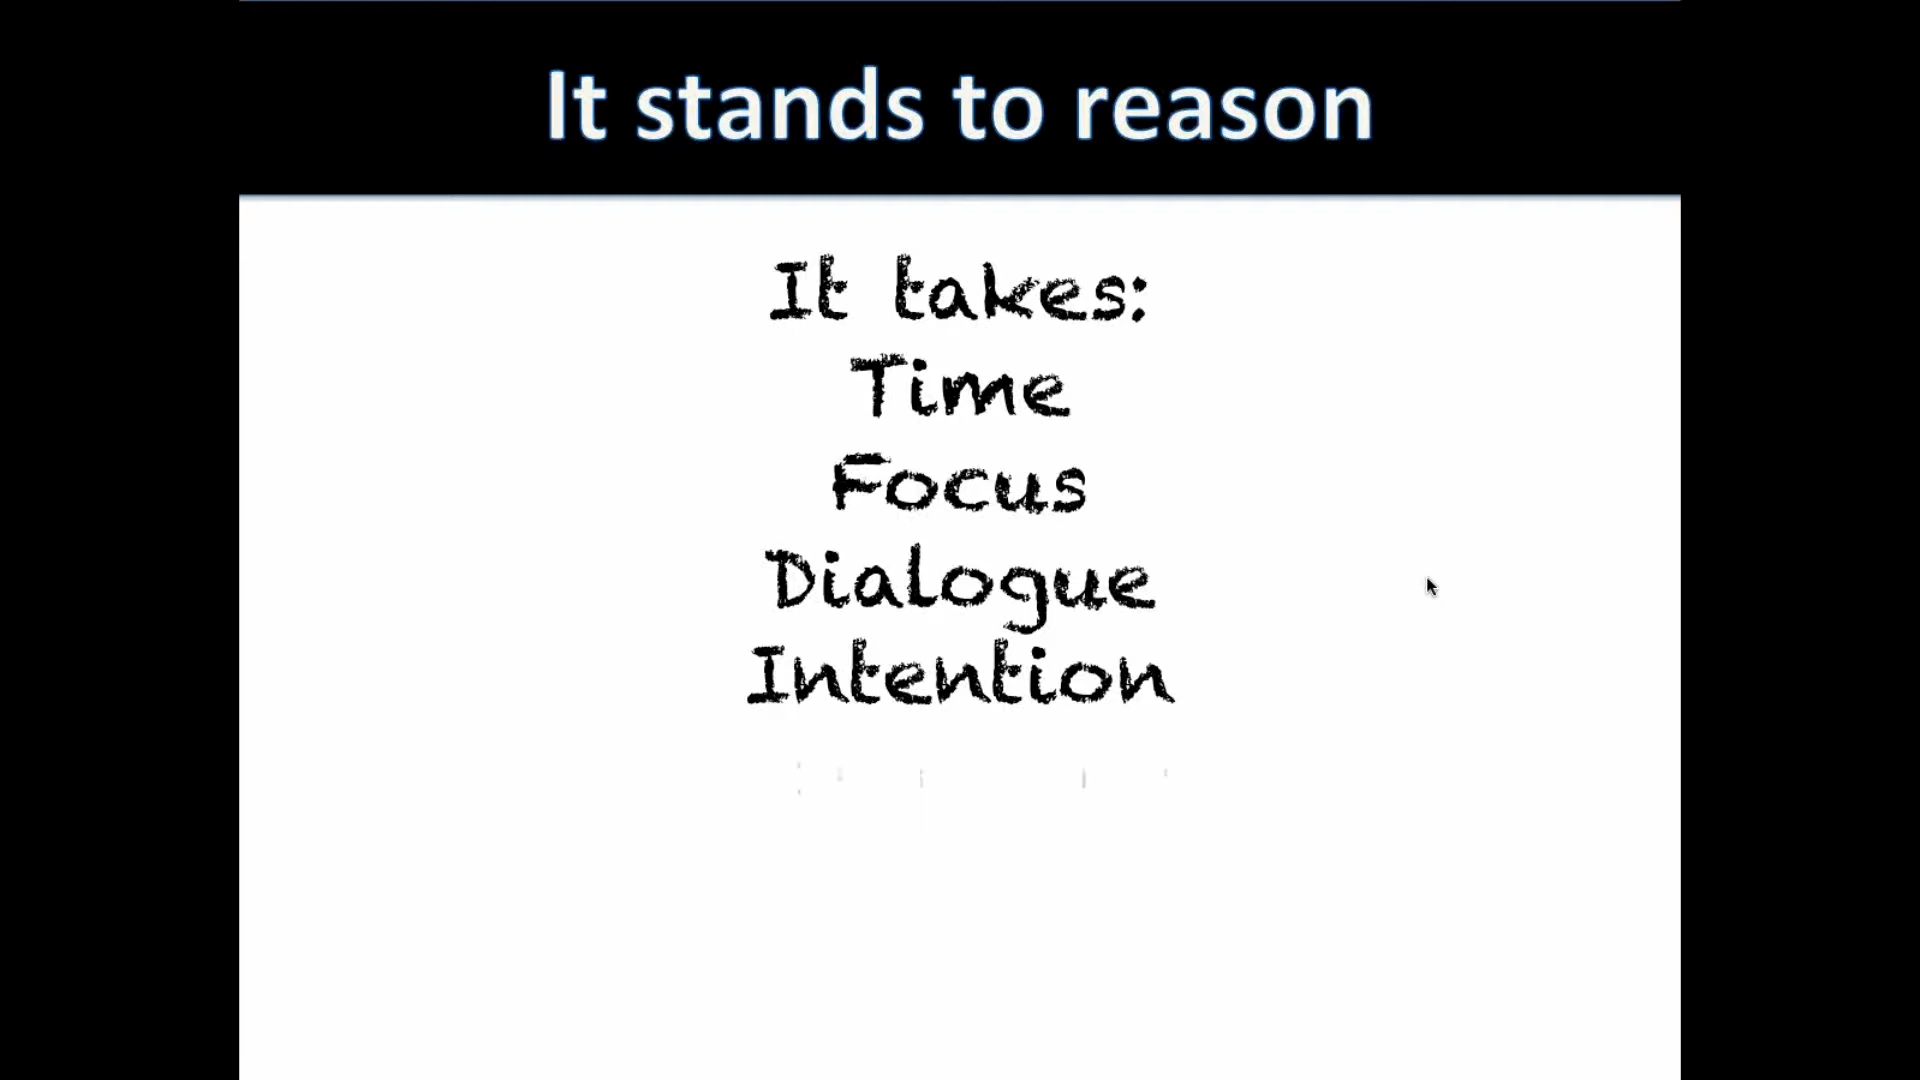 It stands to reason
It takes:
Time
Focus
Dialogue
Intention